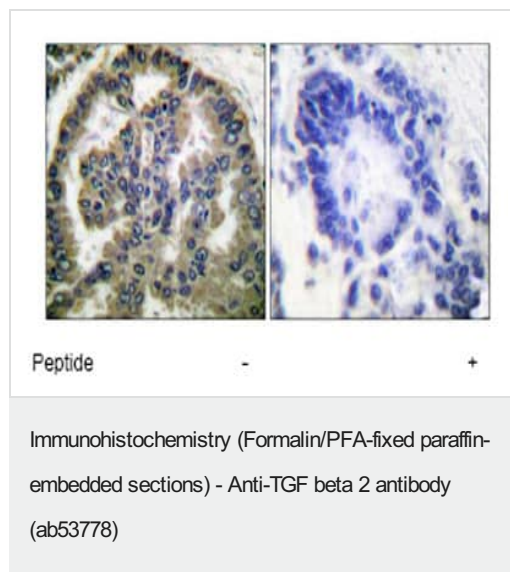 Peptide - +
Immunohistochemistry (Formalin/PFA-fixed paraffin-
embedded sections) - Anti-TGF beta 2 antibody
(ab53778)